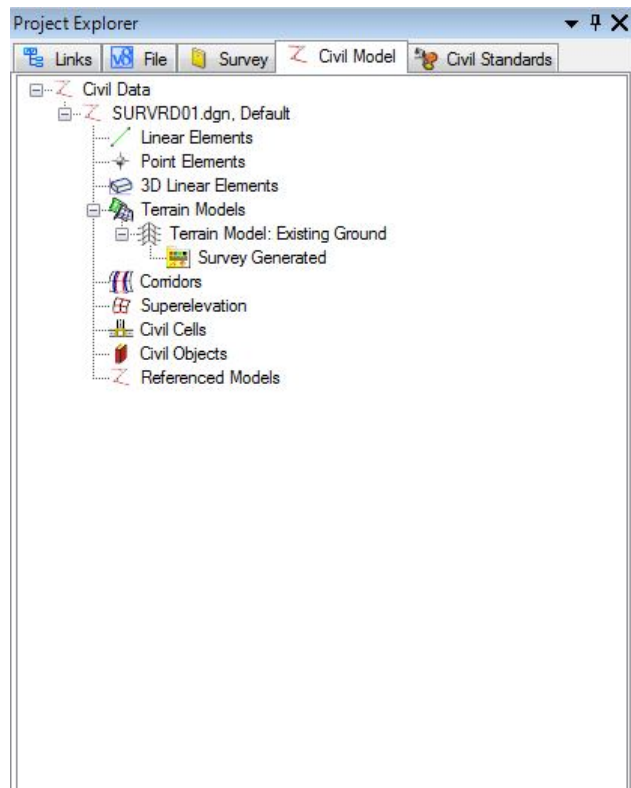 Project Explorer
Links v8 File Survey Civil Model Civil Standards
Civil Data
SURVRD01.dgn, Default
Linear Elements
Point Elements
3D Linear Elements
Terrain Models
Terrain Model: Existing Ground
Survey Generated
Corridors
Superelevation
Civil Cells
Civil Objects
Referenced Models